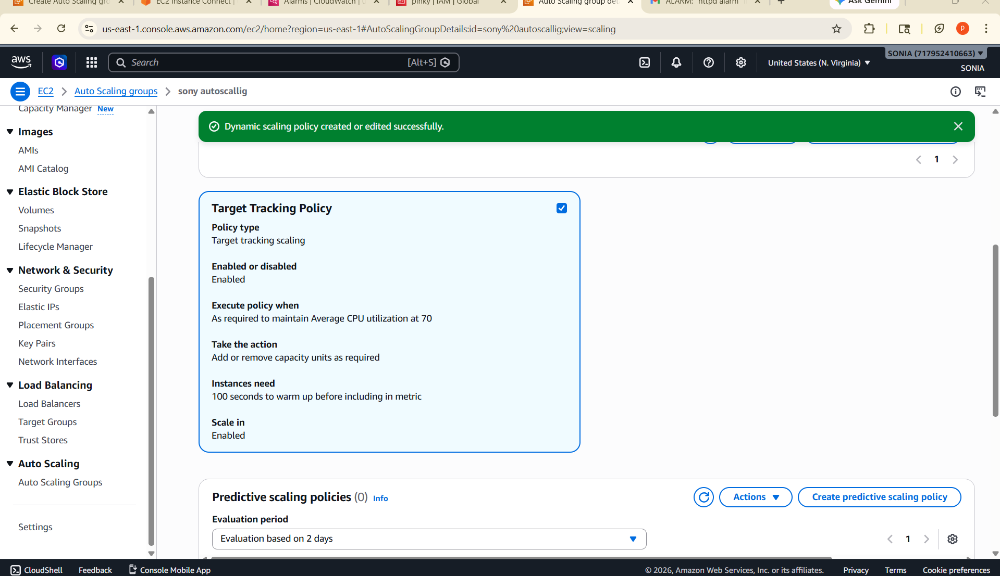 Create Auto Scaling gro
EC2 Instance Connect |
Alarms | CloudWatch | u
pinky | IAM | Global
Auto Scaling group det
ALARM: "httpd alarm" i
Ask Gemini
us-east-1.console.aws.amazon.com/ec2/home?region=us-east-1#AutoScalingGroupDetails:id=sony%20autoscallig;view=scaling
p
aws
Search
[Alt+S]
United States (N. Virginia)
SONIA (717952410663)
SONIA
EC2
Auto Scaling groups
sony autoscallig
Capacity Manager New
Images
AMIs
AMI Catalog
Elastic Block Store
Volumes
Snapshots
Lifecycle Manager
Network & Security
Security Groups
Elastic IPs
Placement Groups
Key Pairs
Network Interfaces
Load Balancing
Load Balancers
Target Groups
Trust Stores
Auto Scaling
Auto Scaling Groups
Settings
Dynamic scaling policy created or edited successfully.
1
Target Tracking Policy
Policy type
Target tracking scaling
Enabled or disabled
Enabled
Execute policy when
As required to maintain Average CPU utilization at 70
Take the action
Add or remove capacity units as required
Instances need
100 seconds to warm up before including in metric
Scale in
Enabled
Predictive scaling policies (0) Info
Actions
Create predictive scaling policy
Evaluation period
Evaluation based on 2 days
1
CloudShell
Feedback
Console Mobile App
© 2026, Amazon Web Services, Inc. or its affiliates.
Privacy
Terms
Cookie preferences